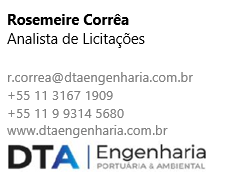 Rosemeire Corrêa
Analista de Licitações
r.correa@dtaengenharia.com.br
+55 11 3167 1909
+55 11 9 9314 5680
www.dtaengenharia.com.br
DTA | Engenharia
PORTUÁRIA & AMBIENTAL